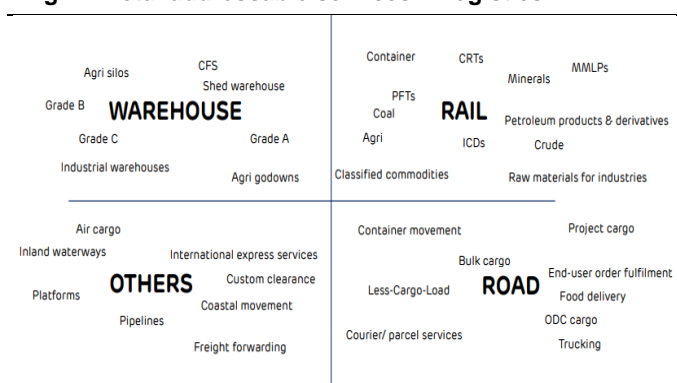 Agri silos
CFS
Shed warehouse
Grade B
WAREHOUSE
Grade C
Grade A
Industrial warehouses
Agri godowns
Container
CRTs
MMLPs
Minerals
PFTs
Coal
RAIL
Petroleum products & derivatives
Agri
ICDs
Crude
Classified commodities
Raw materials for industries
Air cargo
Inland waterways
International express services
Custom clearance
Platforms
OTHERS
Coastal movement
Pipelines
Freight forwarding
Container movement
Project cargo
Bulk cargo
End-user order fulfilment
Less-Cargo-Load
ROAD
Food delivery
ODC cargo
Courier/ parcel services
Trucking